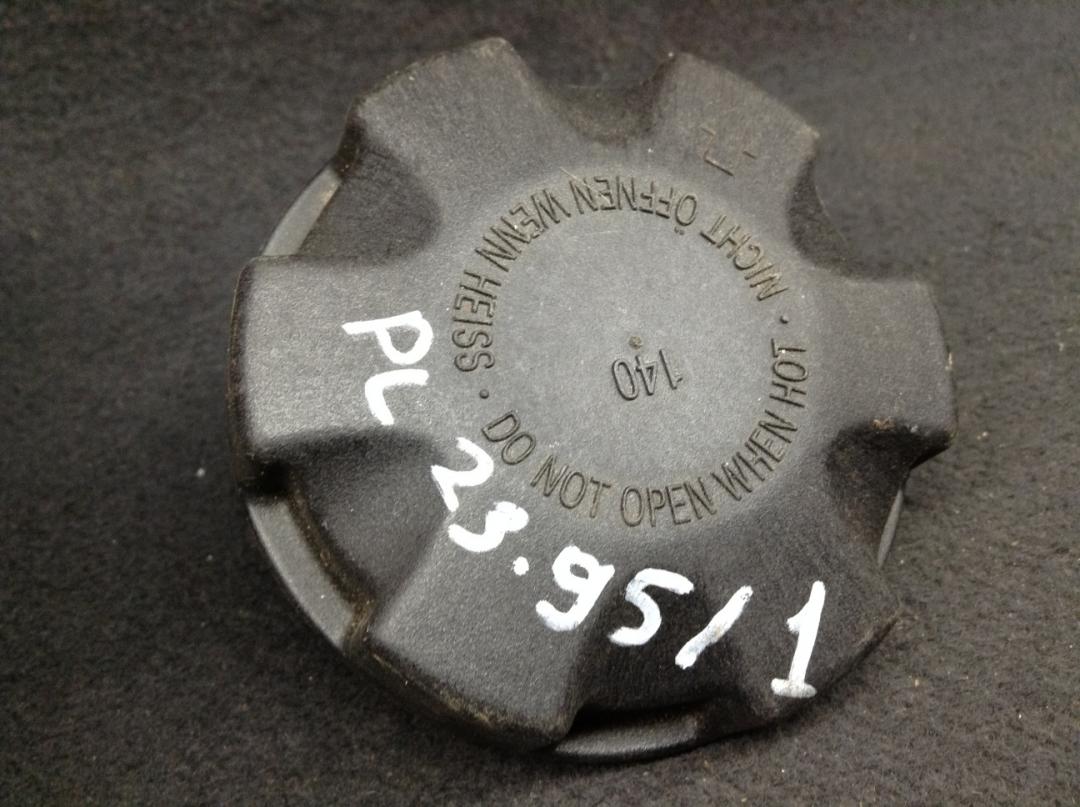 NICHT ÖFFNEN WENN HEISS · DO NOT OPEN WHEN HOT ·
140
PL 23.95/1